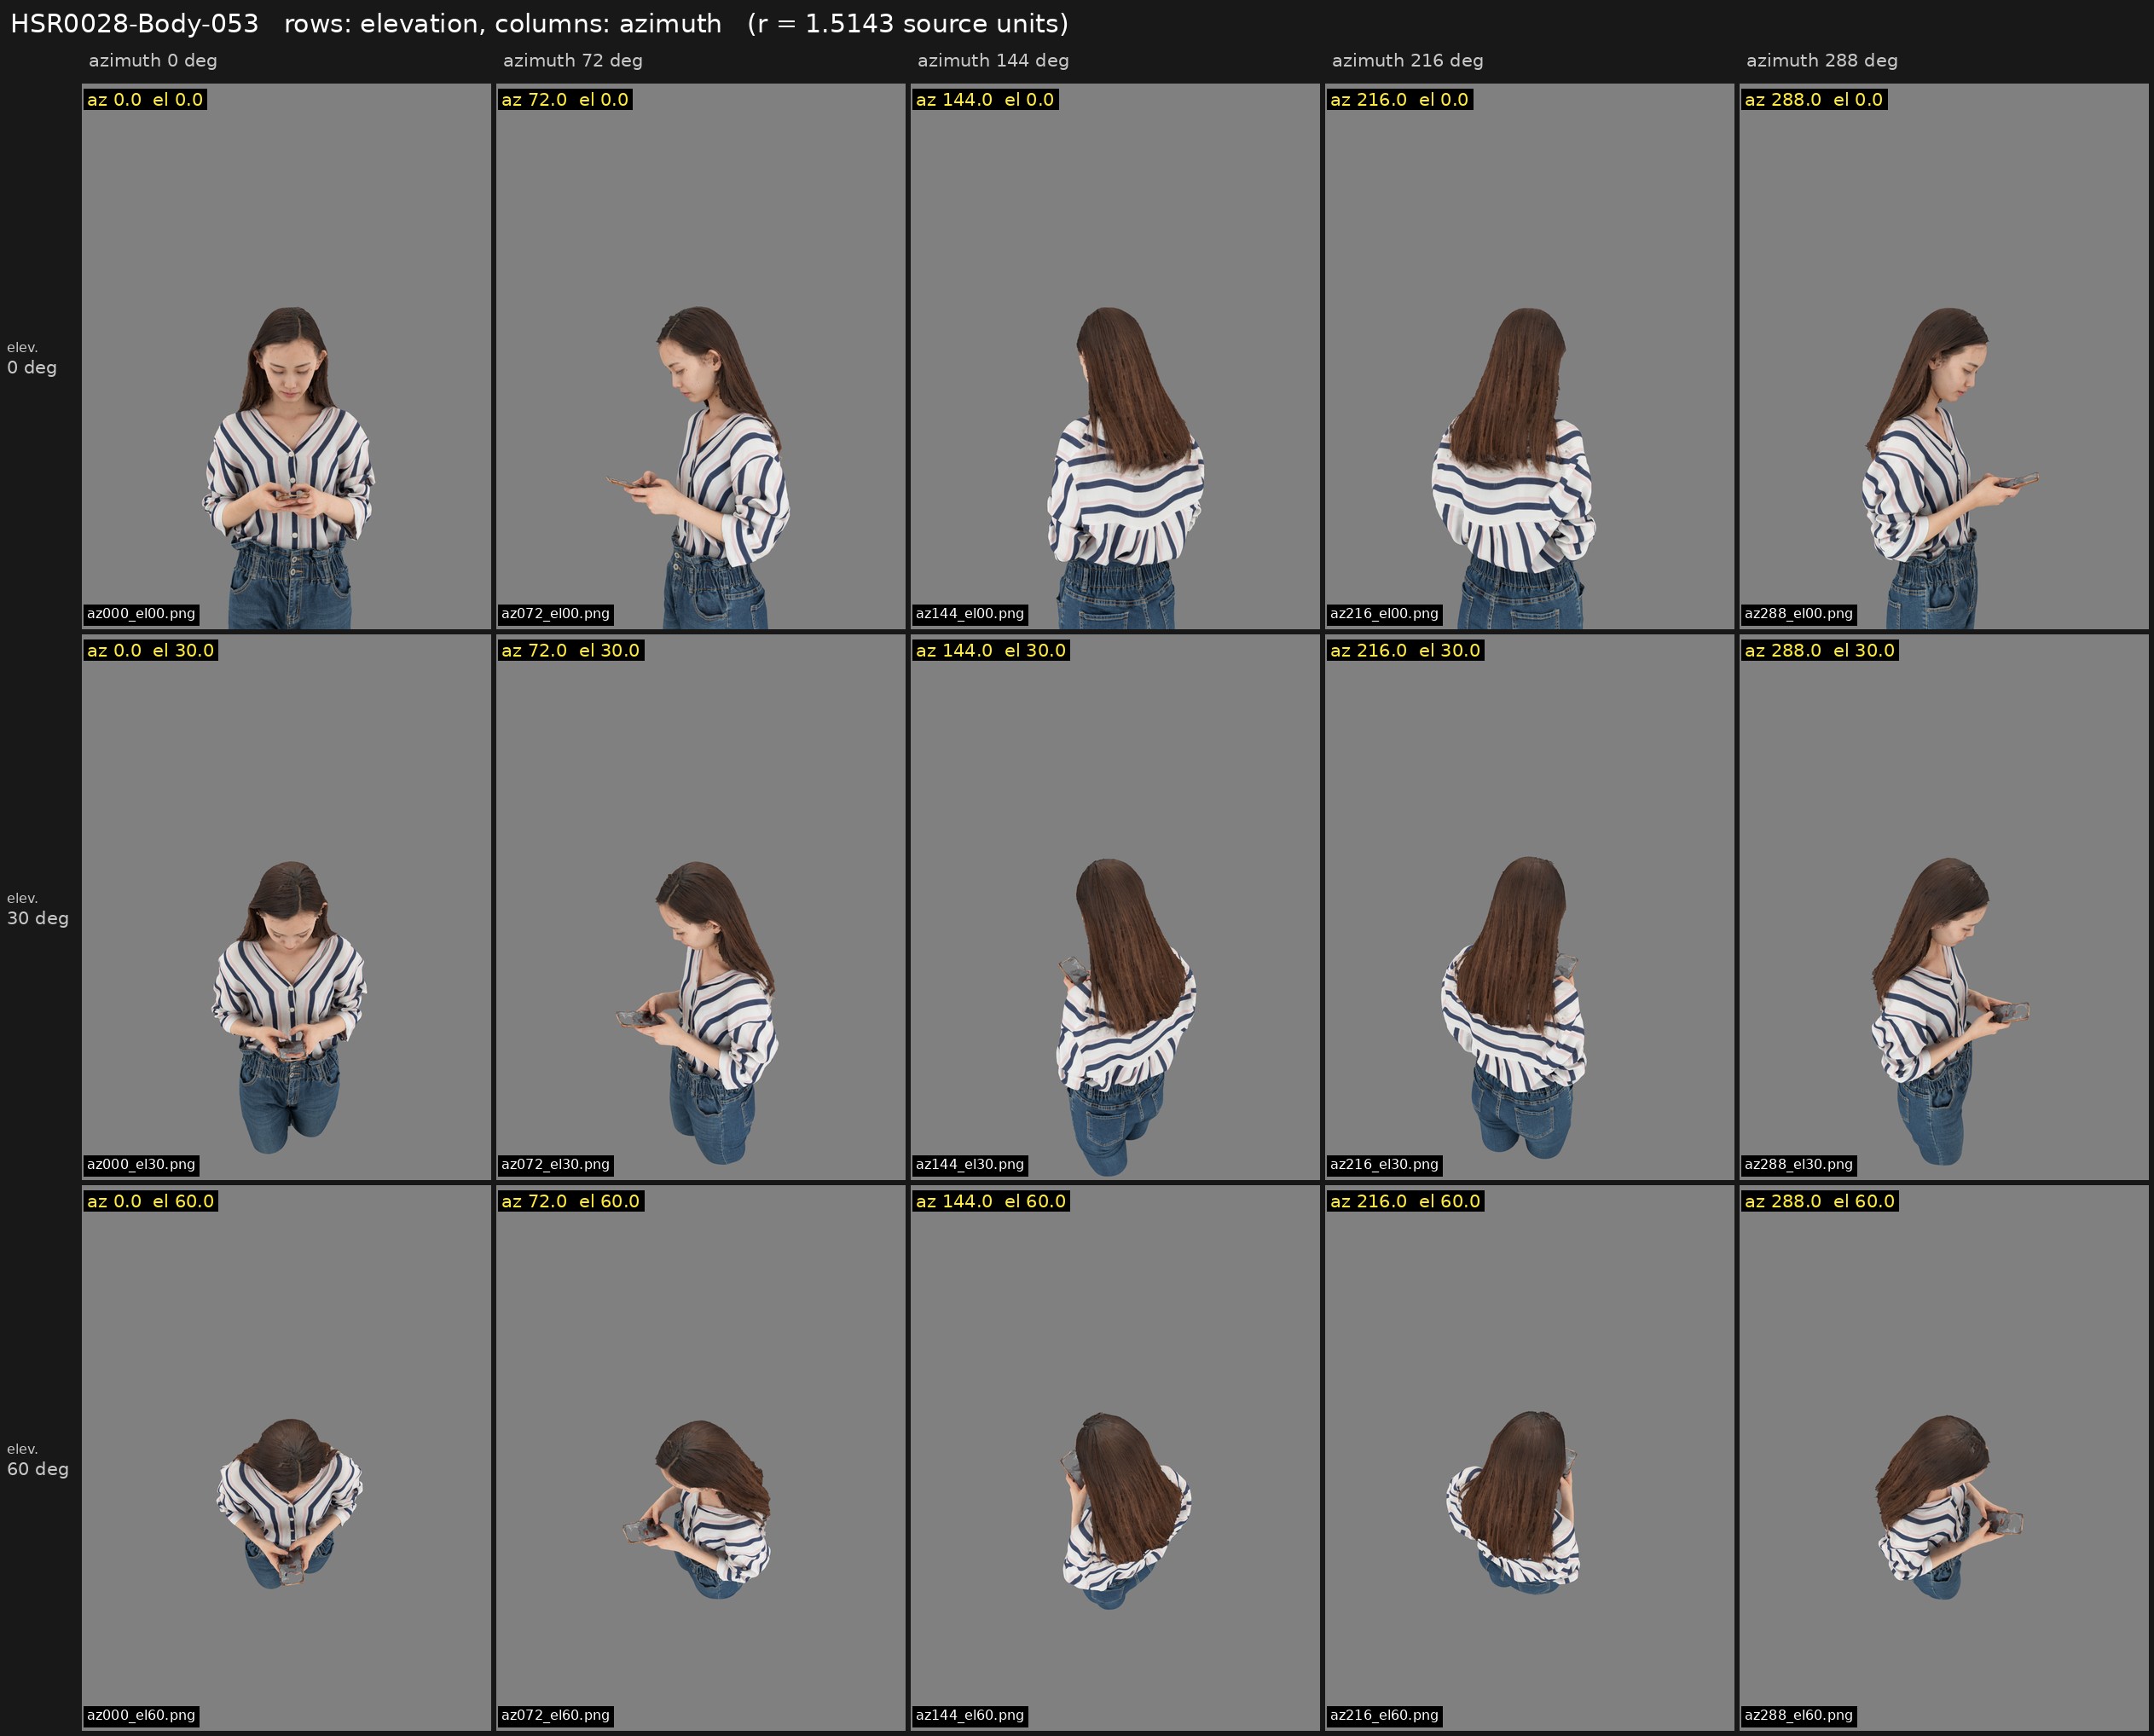 HSR0028-Body-053 rows: elevation, columns: azimuth (r = 1.5143 source units)
azimuth 0 deg azimuth 72 deg azimuth 144 deg azimuth 216 deg azimuth 288 deg
az 0.0 el 0.0 az 72.0 el 0.0 az 144.0 el 0.0 az 216.0 el 0.0 az 288.0 el 0.0
elev.
0 deg
az000_el00.png az072_el00.png az144_el00.png az216_el00.png az288_el00.png
az 0.0 el 30.0 az 72.0 el 30.0 az 144.0 el 30.0 az 216.0 el 30.0 az 288.0 el 30.0
elev.
30 deg
az000_el30.png az072_el30.png az144_el30.png az216_el30.png az288_el30.png
az 0.0 el 60.0 az 72.0 el 60.0 az 144.0 el 60.0 az 216.0 el 60.0 az 288.0 el 60.0
elev.
60 deg
az000_el60.png az072_el60.png az144_el60.png az216_el60.png az288_el60.png